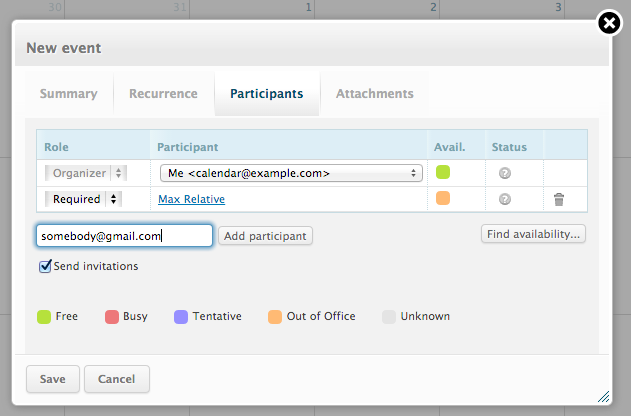 30 31 1 2 3
New event
Summary Recurrence Participants Attachments
Role Participant Avail. Status
Organizer Me <calendar@example.com> ?
Required Max Relative ?
somebody@gmail.com Add participant Find availability...
Send invitations
Free Busy Tentative Out of Office Unknown
Save Cancel